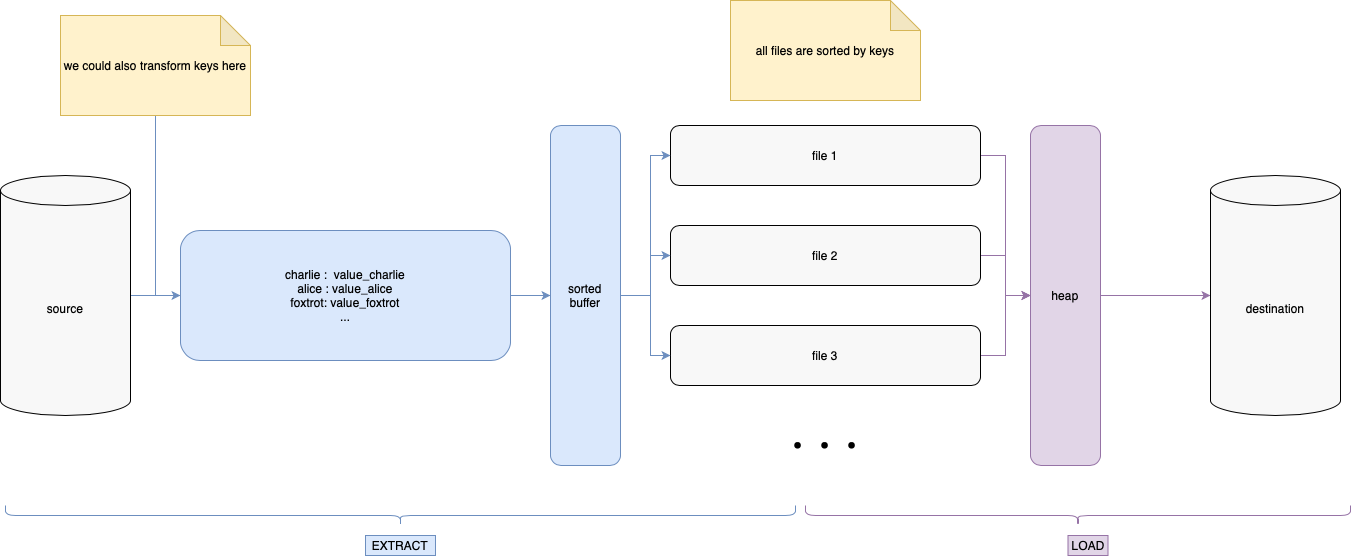 we could also transform keys here
all files are sorted by keys
source
charlie :  value_charlie
alice : value_alice
foxtrot: value_foxtrot
...
sorted
buffer
file 1
file 2
file 3
heap
destination
EXTRACT
LOAD